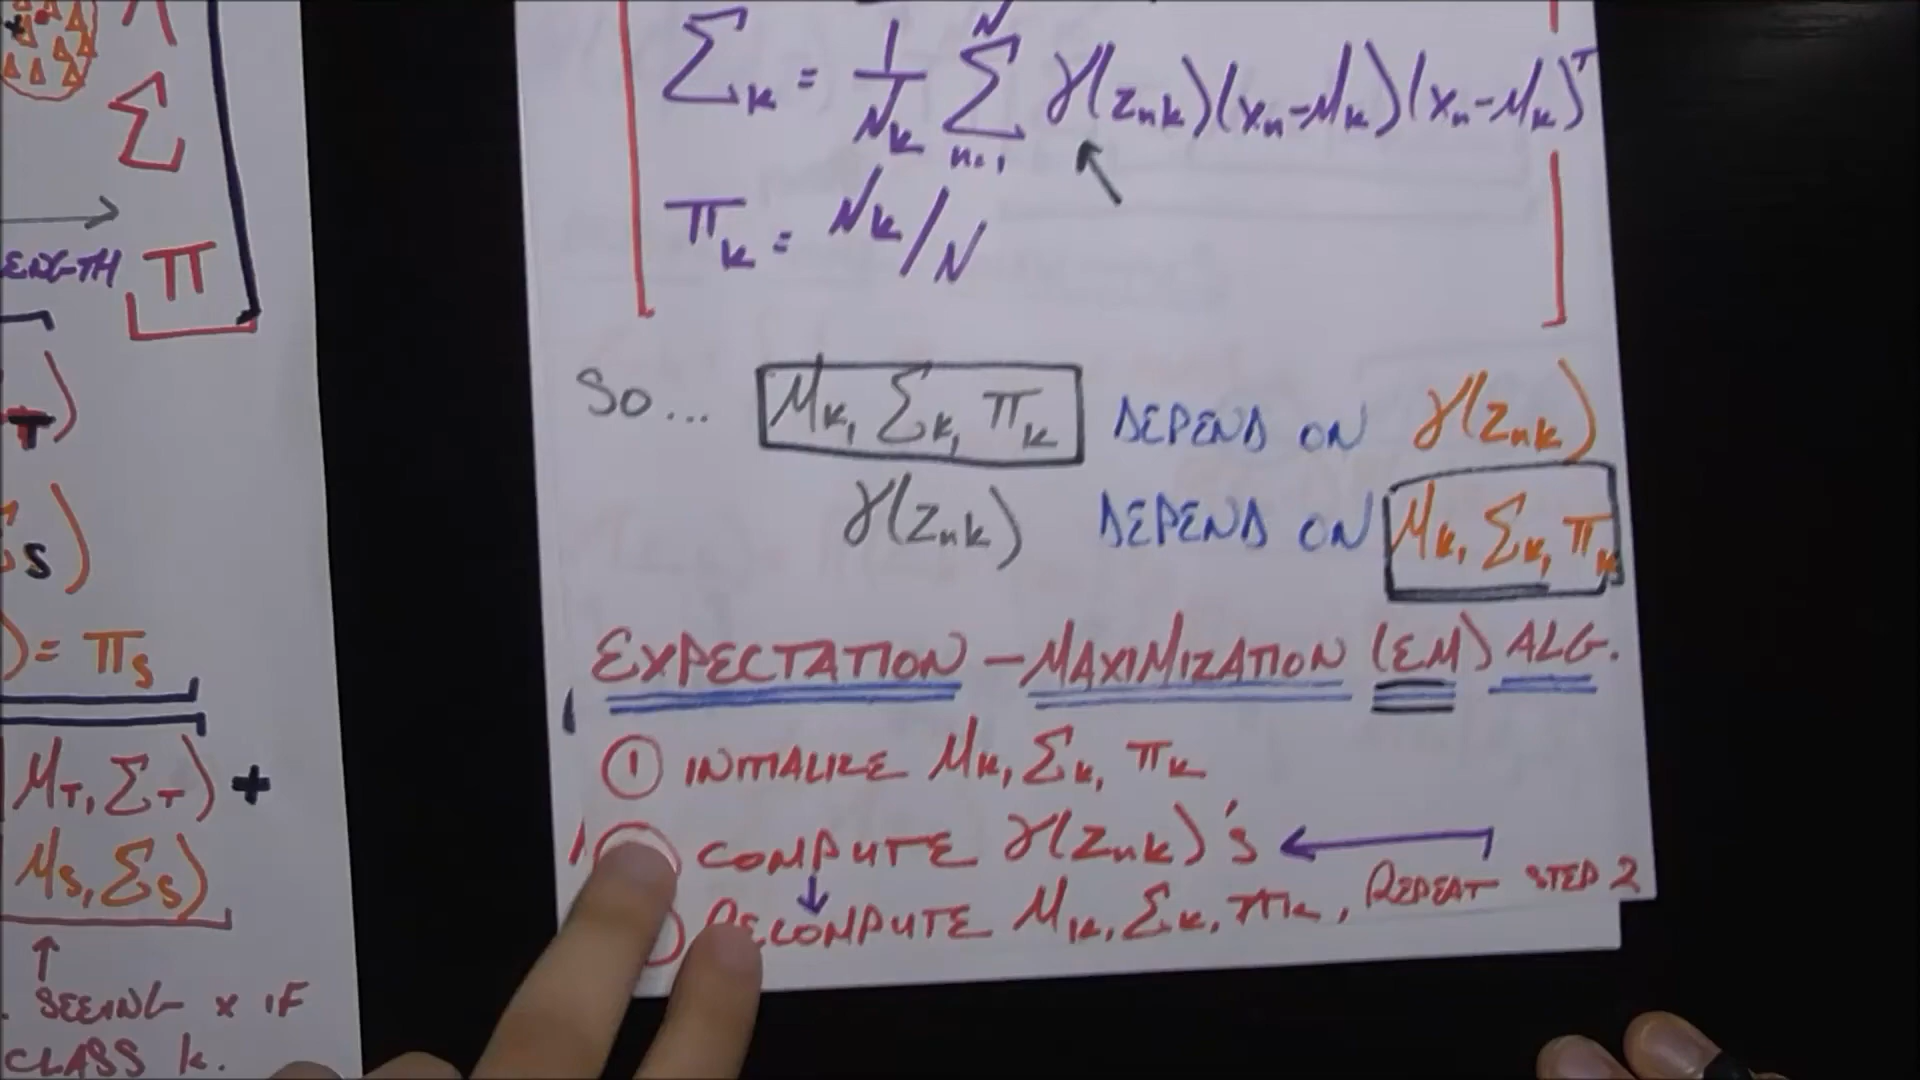 Σ
ENGTH π
T)
S)
) = πs
μT, ΣT) +
μs, Σs)
↑
. SEEING x IF
CLASS k.
Σk = 1/Nk Σ N n=1 γ(znk)(xn-μk)(xn-μk)ᵀ
πk = Nk/N
SO... μk, Σk, πk DEPEND ON γ(znk)
γ(znk) DEPEND ON μk, Σk, πk
EXPECTATION - MAXIMIZATION (EM) ALG.
① INITIALIZE μk, Σk, πk
COMPUTE γ(znk)'s ←
RECOMPUTE μk, Σk, πk, REPEAT STEP 2